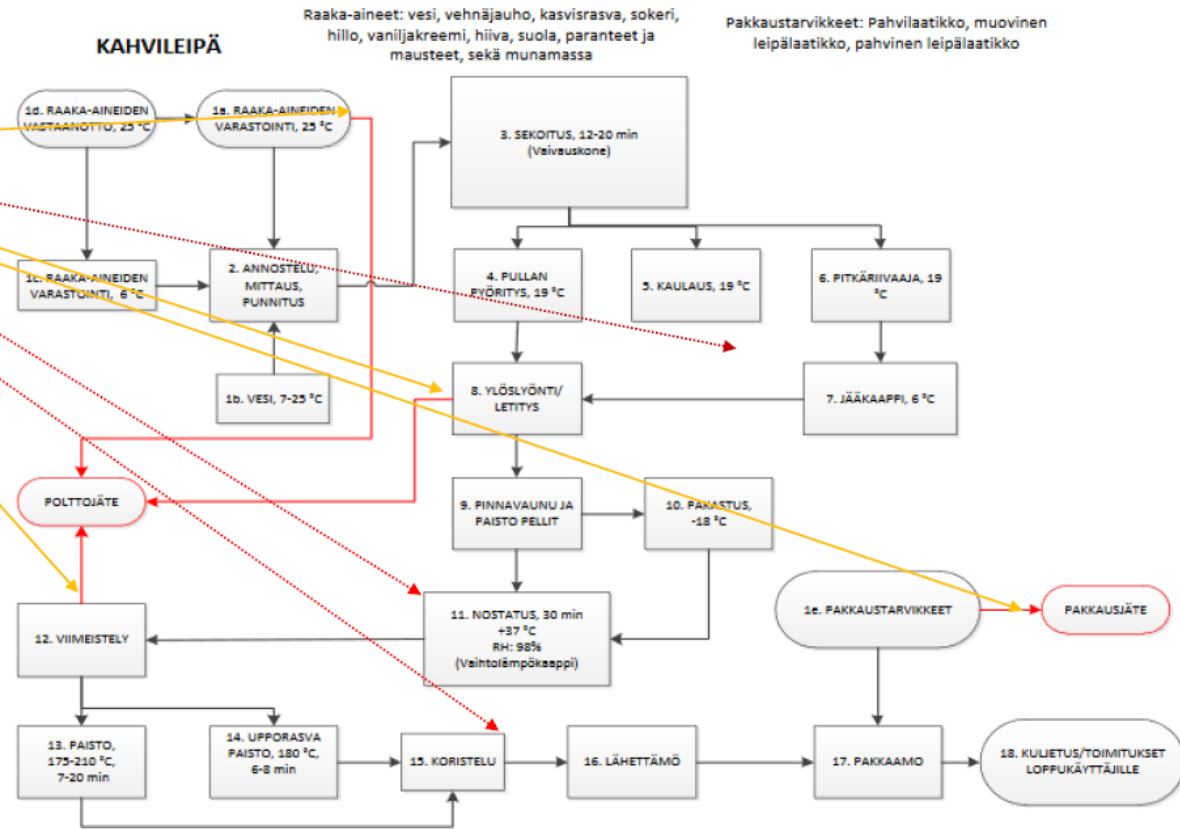 KAHVILEIPÄ
Raaka-aineet: vesi, vehnäjauho, kasvisrasva, sokeri,
hillo, vaniljakreemi, hiiva, suola, paranteet ja
mausteet, sekä munamassa
Pakkaustarvikkeet: Pahvilaatikko, muovinen
leipälaatikko, pahvinen leipälaatikko
1d. RAAKA-AINEIDEN
VASTAANOTTO, 25 °C
1a. RAAKA-AINEIDEN
VARASTOINTI, 25 °C
3. SEKOITUS, 12-20 min
(Vaivauskone)
1c. RAAKA-AINEIDEN
VARASTOINTI, 6 °C
2. ANNOSTELU,
MITTAUS,
PUNNITUS
4. PULLAN
PYÖRITYS, 19 °C
5. KAULAUS, 19 °C
6. PITKÄRIIVAAJA, 19
°C
1b. VESI, 7-25 °C
8. YLÖSLYÖNTI/
LETITYS
7. JÄÄKAAPPI, 6 °C
POLTTOJÄTE
9. PINNAVAUNU JA
PAISTO PELLIT
10. PAKASTUS,
-18 °C
12. VIIMEISTELY
11. NOSTATUS, 30 min
+37 °C
RH: 98%
(Vaihtolämpökaappi)
1e. PAKKAUSTARVIKKEET
PAKKAUSJÄTE
13. PAISTO,
175-210 °C,
7-20 min
14. UPPORASVA
PAISTO, 180 °C,
6-8 min
15. KORISTELU
16. LÄHETTÄMÖ
17. PAKKAAMO
18. KULJETUS/TOIMITUKSET
LOPPUKÄYTTÄJILLE